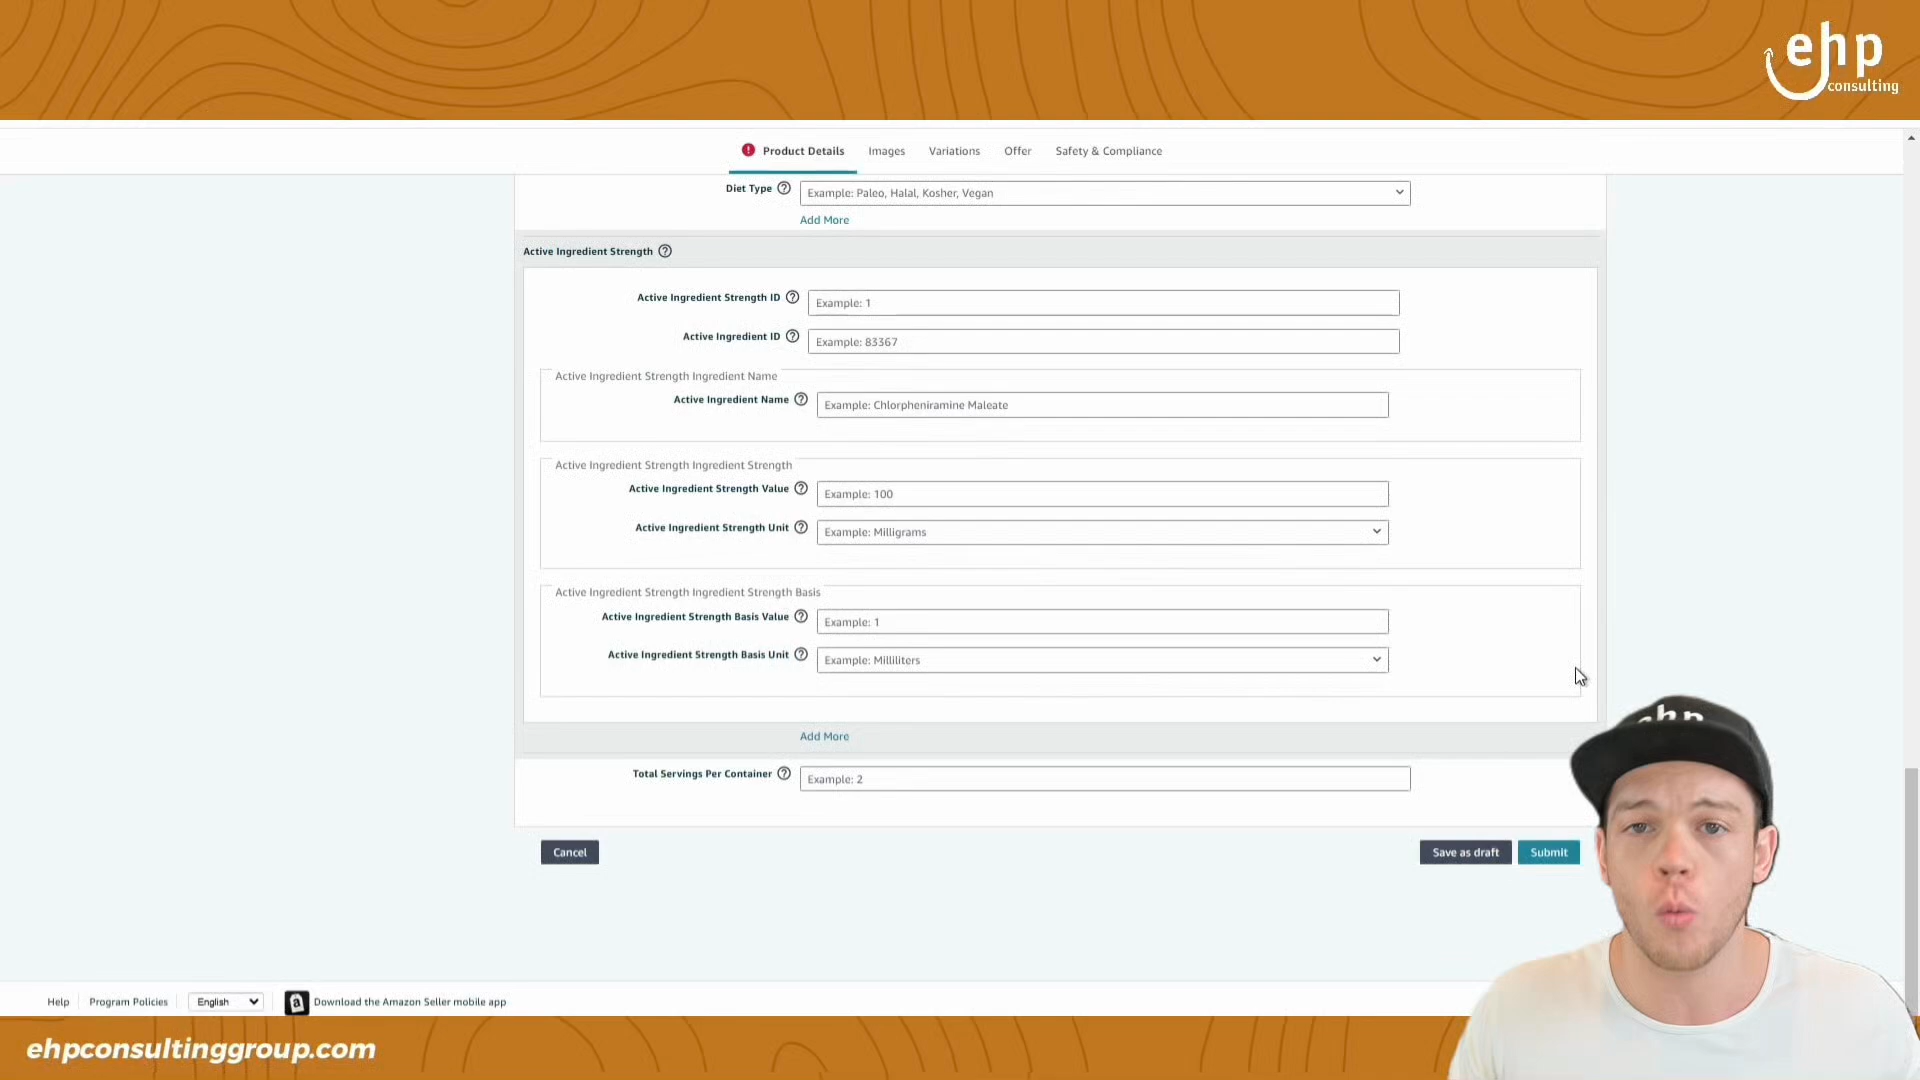 ehp
consulting
Product Details Images Variations Offer Safety & Compliance
Diet Type Example: Paleo, Halal, Kosher, Vegan
Add More
Active Ingredient Strength
Active Ingredient Strength ID Example: 1
Active Ingredient ID Example: 83367
Active Ingredient Strength Ingredient Name
Active Ingredient Name Example: Chlorpheniramine Maleate
Active Ingredient Strength Ingredient Strength
Active Ingredient Strength Value Example: 100
Active Ingredient Strength Unit Example: Milligrams
Active Ingredient Strength Ingredient Strength Basis
Active Ingredient Strength Basis Value Example: 1
Active Ingredient Strength Basis Unit Example: Milliliters
Add More
Total Servings Per Container Example: 2
Cancel Save as draft Submit
ehp
Help Program Policies English Download the Amazon Seller mobile app
ehpconsultinggroup.com